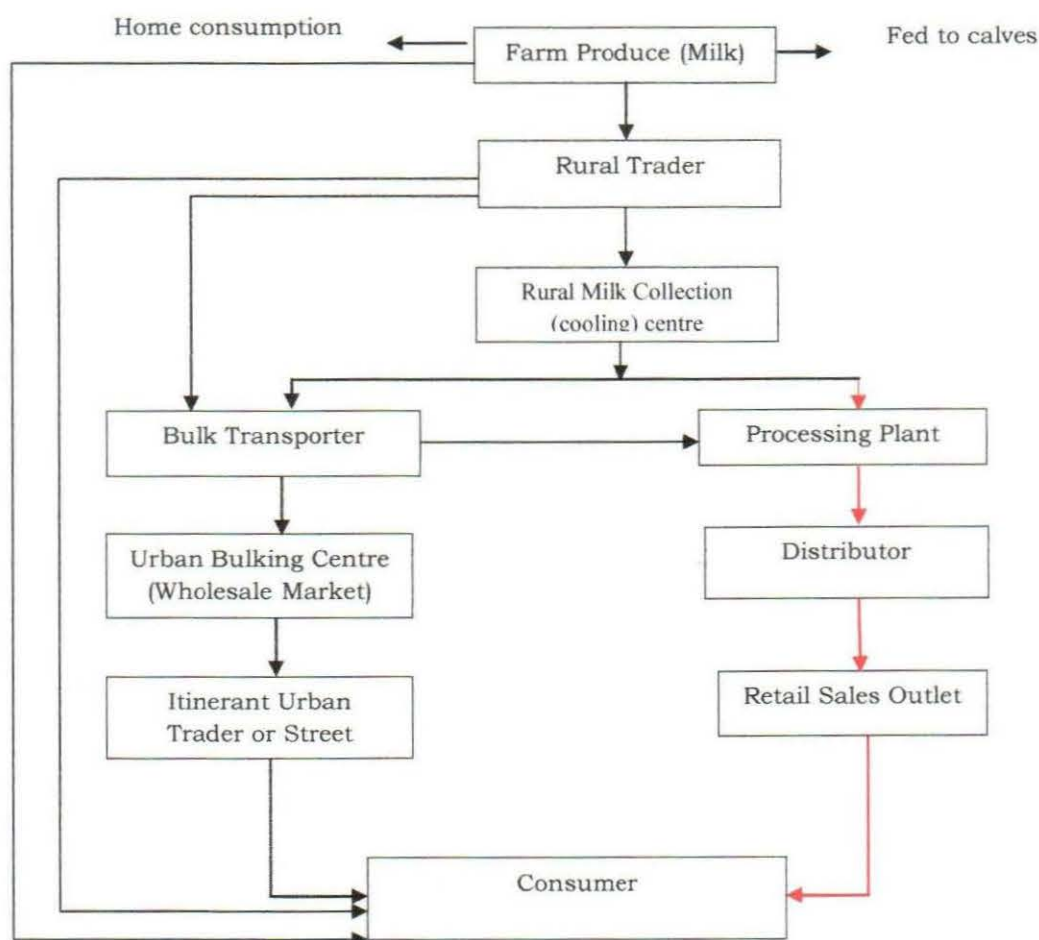 Home consumption
Farm Produce (Milk)
Fed to calves
Rural Trader
Rural Milk Collection
(cooling) centre
Bulk Transporter
Processing Plant
Urban Bulking Centre
(Wholesale Market)
Distributor
Itinerant Urban
Trader or Street
Retail Sales Outlet
Consumer